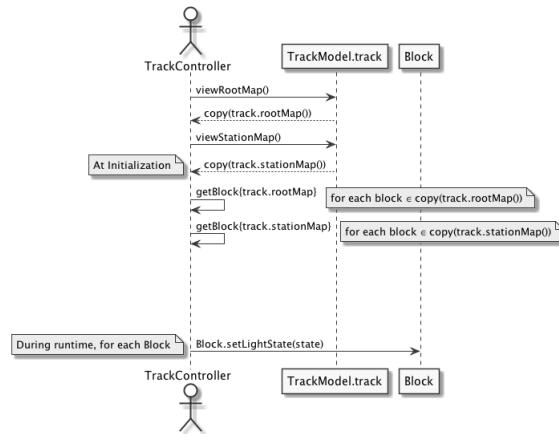 TrackController
TrackModel.track
Block
viewRootMap()
copy(track.rootMap())
viewStationMap()
At Initialization
copy(track.stationMap())
getBlock{track.rootMap}
for each block ∈ copy(track.rootMap())
getBlock{track.stationMap}
for each block ∈ copy(track.stationMap())
During runtime, for each Block
Block.setLightState(state)
TrackController
TrackModel.track
Block